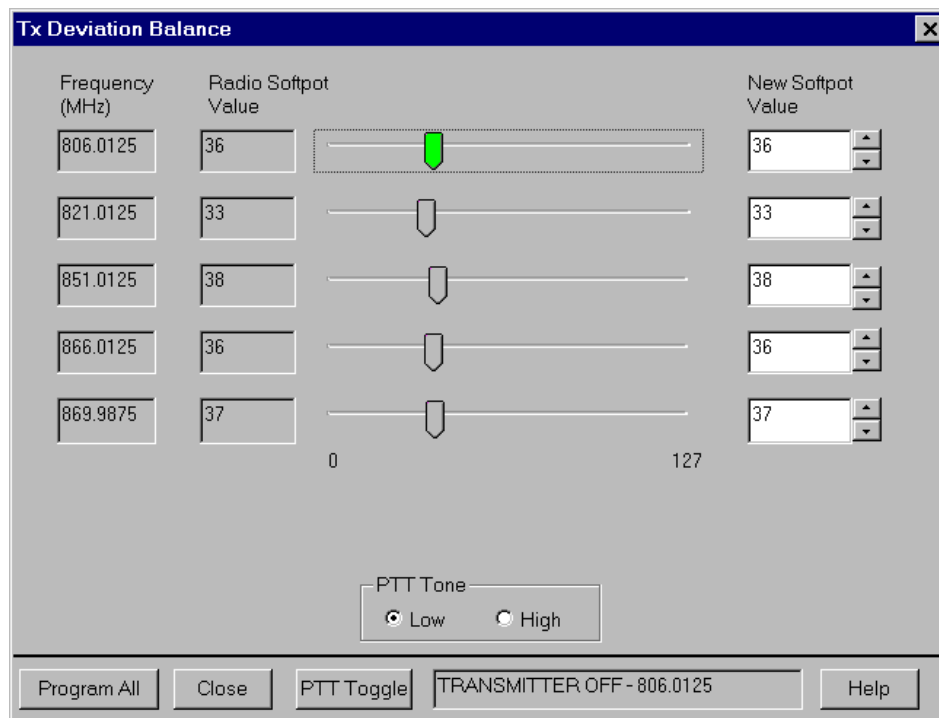 Tx Deviation Balance
Frequency (MHz)
Radio Softpot Value
New Softpot Value
806.0125 36 36
821.0125 33 33
851.0125 38 38
866.0125 36 36
869.9875 37 37
0 127
PTT Tone
Low High
Program All Close PTT Toggle TRANSMITTER OFF - 806.0125 Help